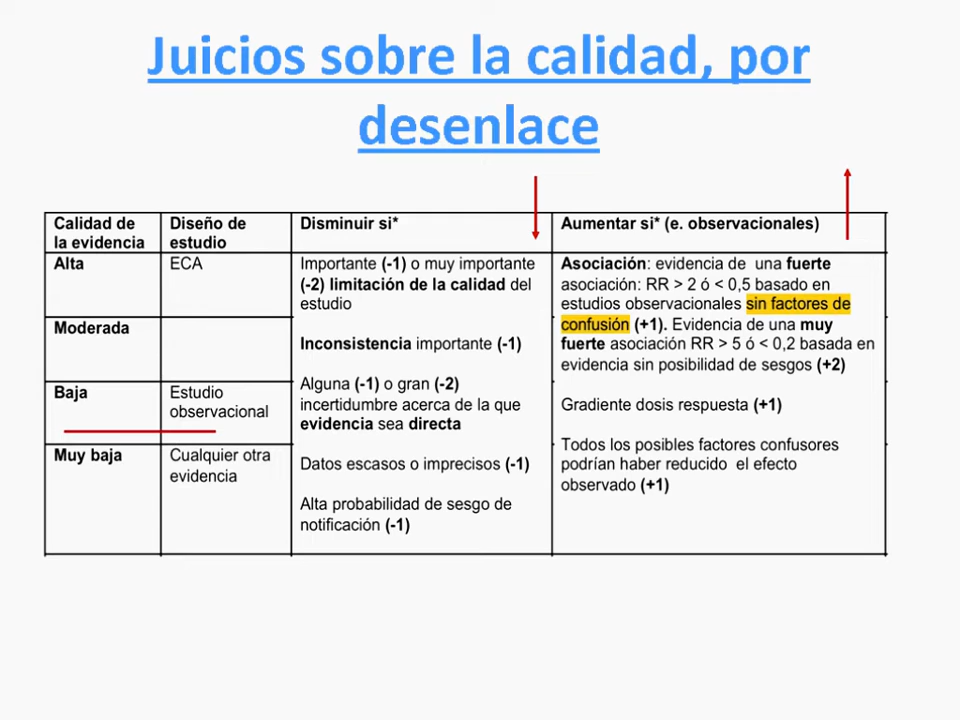 Juicios sobre la calidad, por
desenlace
Calidad de
la evidencia
Diseño de
estudio
Disminuir si*
Aumentar si* (e. observacionales)
Alta
ECA
Moderada
Baja
Estudio
observacional
Muy baja
Cualquier otra
evidencia
Importante (-1) o muy importante
(-2) limitación de la calidad del
estudio
Inconsistencia importante (-1)
Alguna (-1) o gran (-2)
incertidumbre acerca de la que
evidencia sea directa
Datos escasos o imprecisos (-1)
Alta probabilidad de sesgo de
notificación (-1)
Asociación: evidencia de una fuerte
asociación: RR > 2 ó < 0,5 basado en
estudios observacionales sin factores de
confusión (+1). Evidencia de una muy
fuerte asociación RR > 5 ó < 0,2 basada en
evidencia sin posibilidad de sesgos (+2)
Gradiente dosis respuesta (+1)
Todos los posibles factores confusores
podrían haber reducido el efecto
observado (+1)